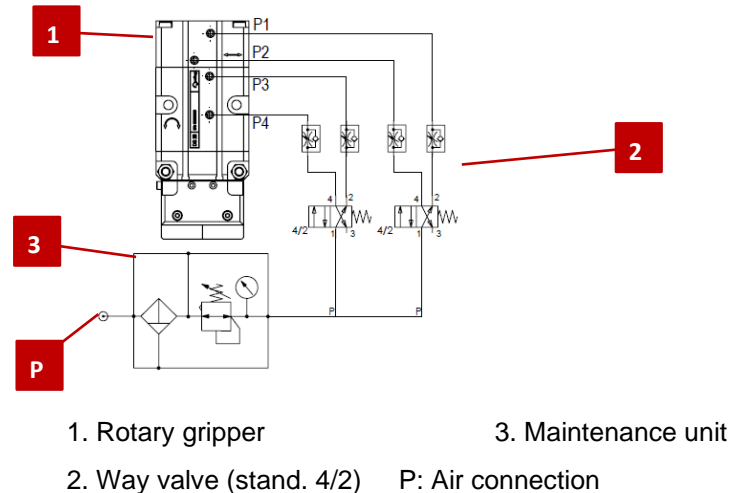 1
P1
P2
P3
P4
2
4 2
4/2 1 3
4 2
4/2 1 3
3
P P
P
1. Rotary gripper 3. Maintenance unit
2. Way valve (stand. 4/2) P: Air connection